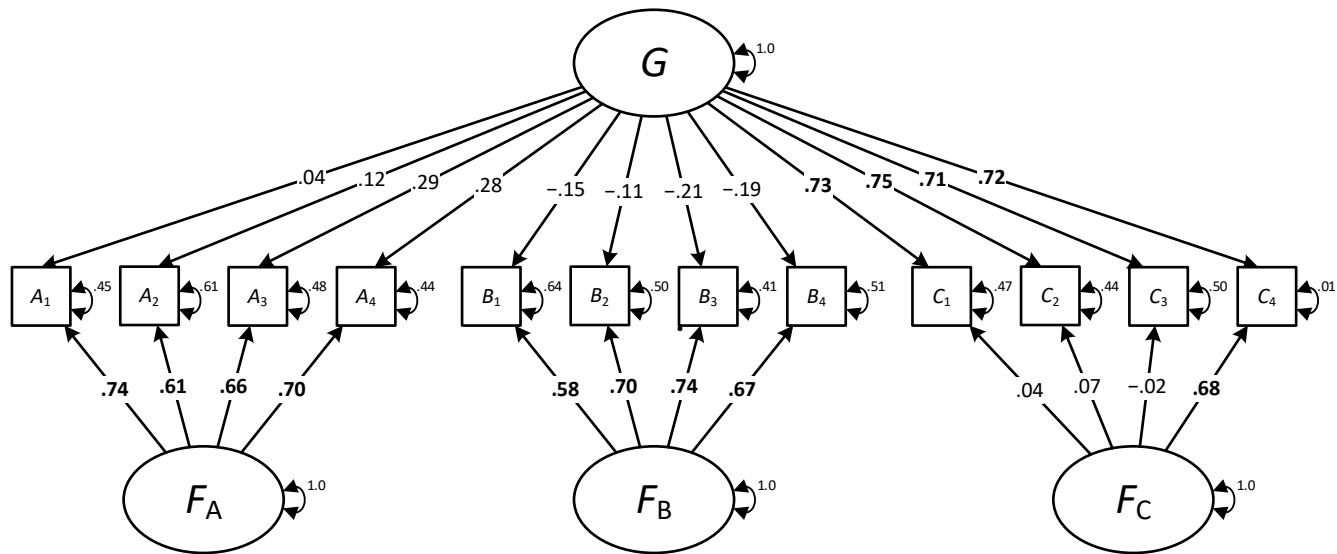 G
1.0
.04 .12 .29 .28 −.15 −.11 −.21 −.19 .73 .75 .71 .72
A1 .45 A2 .61 A3 .48 A4 .44 B1 .64 B2 .50 B3 .41 B4 .51 C1 .47 C2 .44 C3 .50 C4 .01
.74 .61 .66 .70 .58 .70 .74 .67 .04 .07 −.02 .68
FA 1.0 FB 1.0 FC 1.0